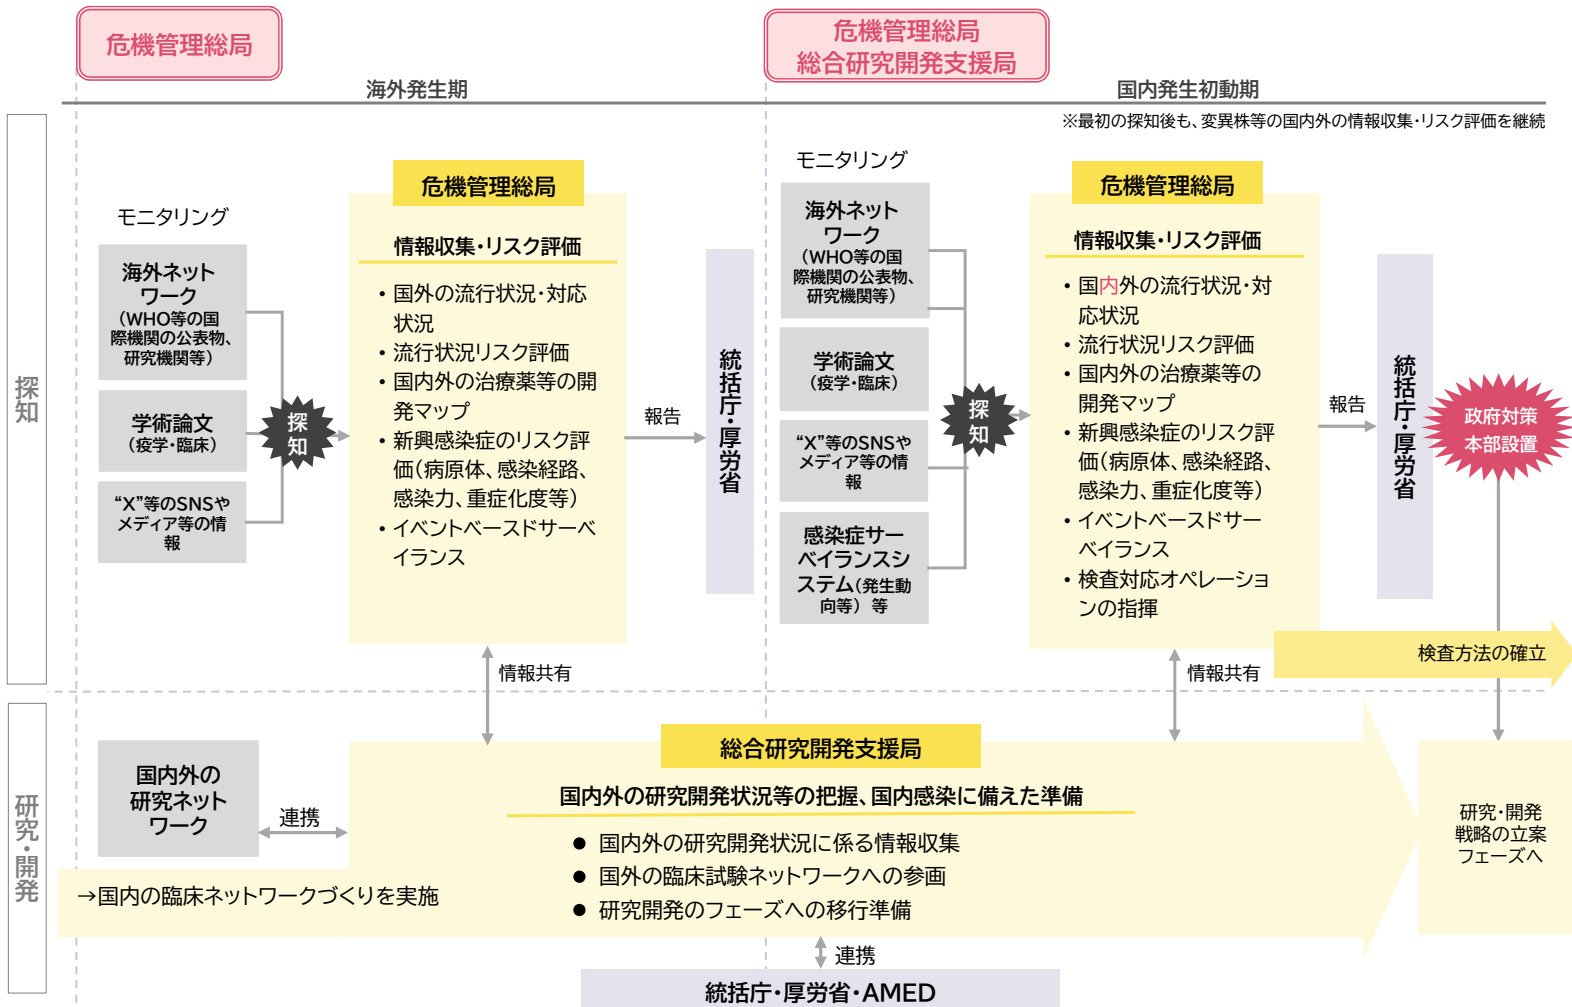 危機管理総局
危機管理総局
総合研究開発支援局
海外発生期
国内発生初動期
※最初の探知後も、変異株等の国内外の情報収集・リスク評価を継続
探知
モニタリング
海外ネット
ワーク
(WHO等の国
際機関の公表物、
研究機関等)
学術論文
(疫学・臨床)
“X”等のSNSや
メディア等の情
報
探
知
危機管理総局
情報収集・リスク評価
・国外の流行状況・対応
状況
・流行状況リスク評価
・国内外の治療薬等の開
発マップ
・新興感染症のリスク評
価(病原体、感染経路、
感染力、重症化度等)
・イベントベースドサーベ
イランス
報告
統括庁・厚労省
モニタリング
海外ネット
ワーク
(WHO等の国
際機関の公表物、
研究機関等)
学術論文
(疫学・臨床)
“X”等のSNSや
メディア等の情
報
感染症サー
ベイランスシ
ステム(発生動
向等) 等
探
知
危機管理総局
情報収集・リスク評価
・国内外の流行状況・対
応状況
・流行状況リスク評価
・国内外の治療薬等の
開発マップ
・新興感染症のリスク評
価(病原体、感染経路、
感染力、重症化度等)
・イベントベースドサー
ベイランス
・検査対応オペレーショ
ンの指揮
報告
統括庁・厚労省
政府対策
本部設置
検査方法の確立
情報共有
情報共有
研究・開発
国内外の
研究ネット
ワーク
連携
→国内の臨床ネットワークづくりを実施
総合研究開発支援局
国内外の研究開発状況等の把握、国内感染に備えた準備
● 国内外の研究開発状況に係る情報収集
● 国外の臨床試験ネットワークへの参画
● 研究開発のフェーズへの移行準備
研究・開発
戦略の立案
フェーズへ
連携
統括庁・厚労省・AMED